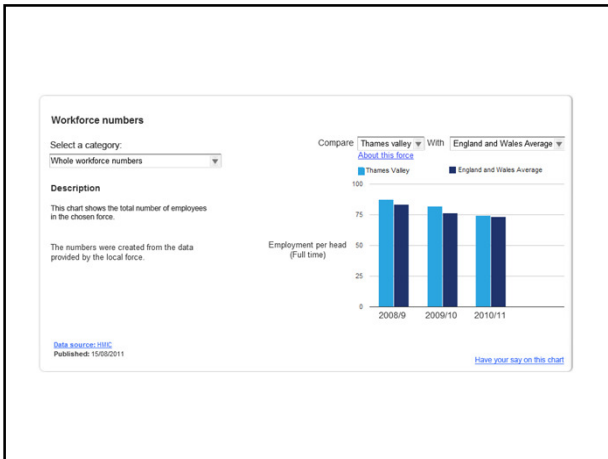 Workforce numbers
Select a category:
Whole workforce numbers
Description
This chart shows the total number of employees
in the chosen force.
The numbers were created from the data
provided by the local force.
Data source: HMIC
Published: 15/08/2011
Compare Thames valley With England and Wales Average
About this force
Thames Valley England and Wales Average
100
75
50
25
0
Employment per head
(Full time)
2008/9 2009/10 2010/11
Have your say on this chart